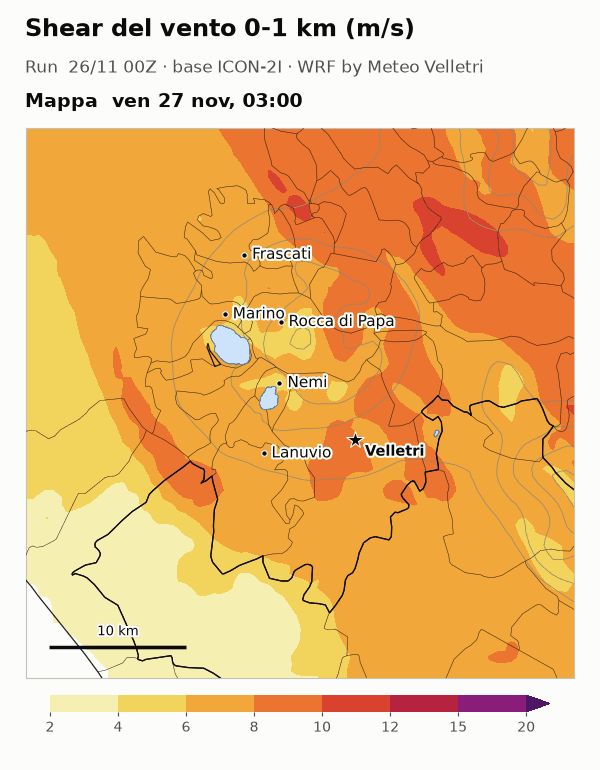 Shear del vento 0-1 km (m/s)
Run  26/11 00Z · base ICON-2I · WRF by Meteo Velletri
Mappa  ven 27 nov, 03:00
Frascati
Marino
Rocca di Papa
Nemi
Velletri
Lanuvio
10 km
2 4 6 8 10 12 15 20